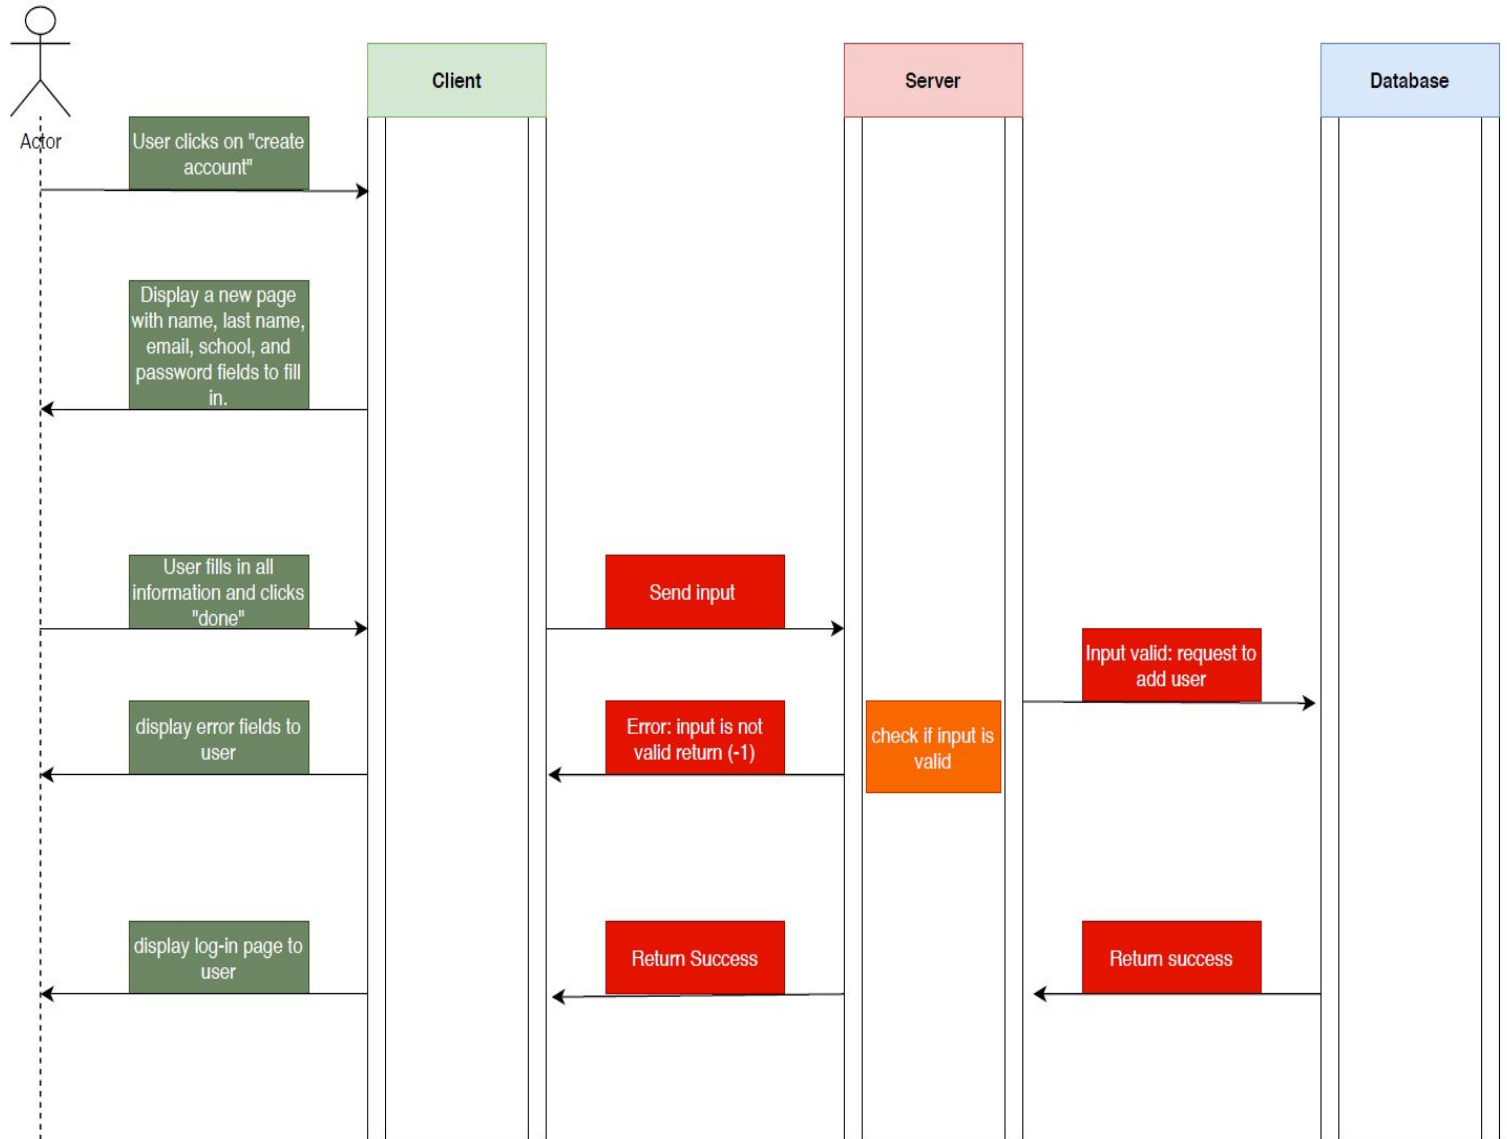 Client
Server
Database
Actor
User clicks on "create
account"
Display a new page
with name, last name,
email, school, and
password fields to fill
in.
User fills in all
information and clicks
"done"
Send input
Input valid: request to
add user
display error fields to
user
Error: input is not
valid return (-1)
check if input is
valid
display log-in page to
user
Return Success
Return success